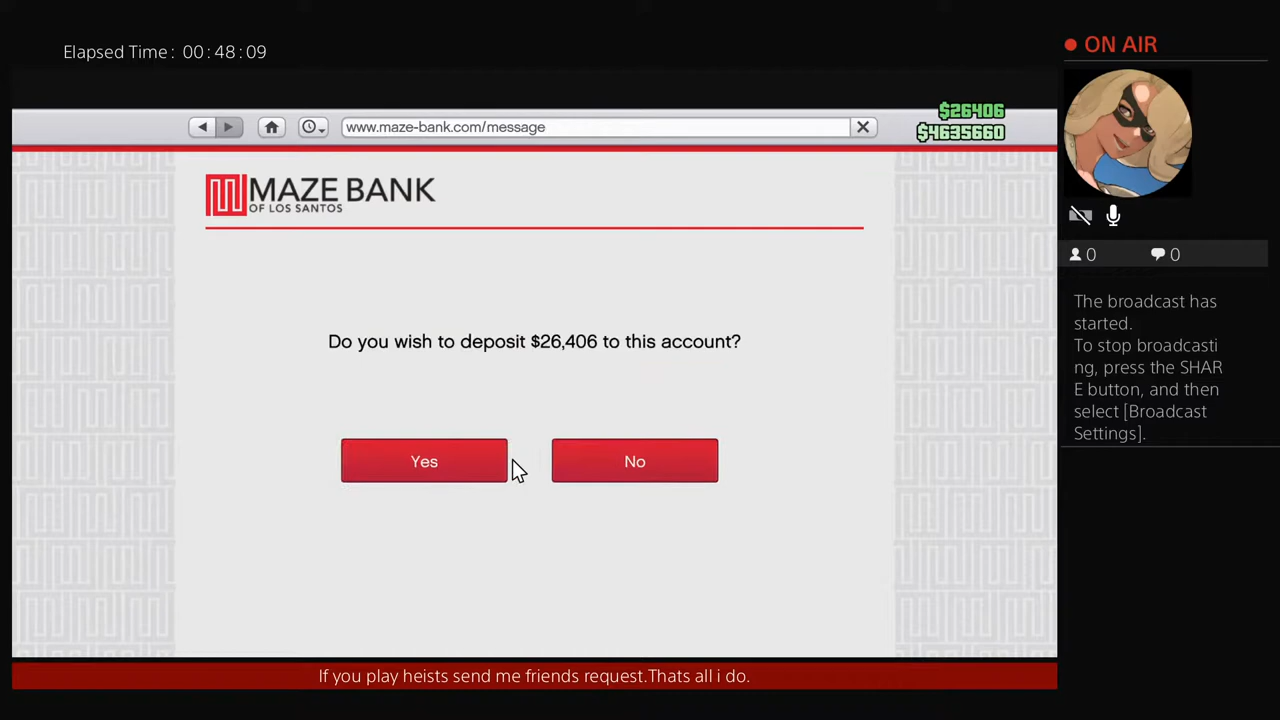 Elapsed Time: 00:48:09
ON AIR
www.maze-bank.com/message
$26406
$4635660
MAZE BANK
OF LOS SANTOS
0 0
Do you wish to deposit $26,406 to this account?
Yes No
The broadcast has
started.
To stop broadcasti
ng, press the SHAR
E button, and then
select [Broadcast
Settings].
If you play heists send me friends request.Thats all i do.